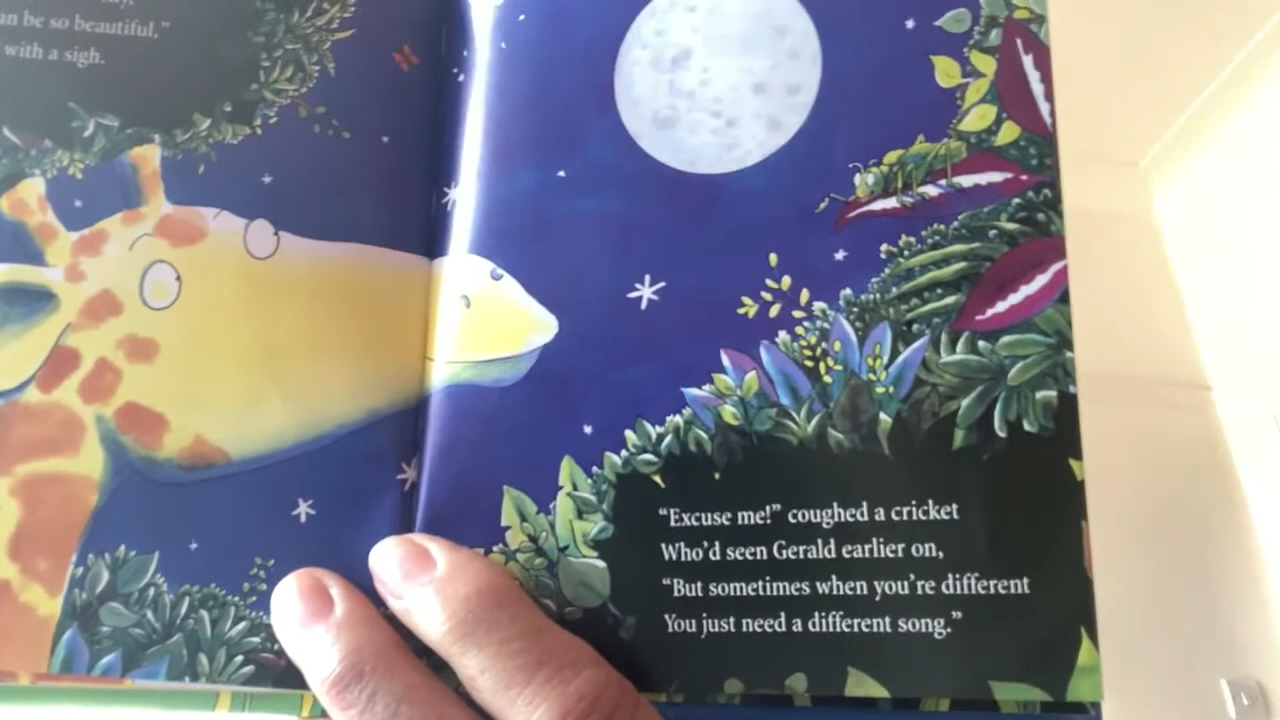 an be so beautiful,”
with a sigh.
“Excuse me!” coughed a cricket
Who’d seen Gerald earlier on,
“But sometimes when you’re different
You just need a different song.”